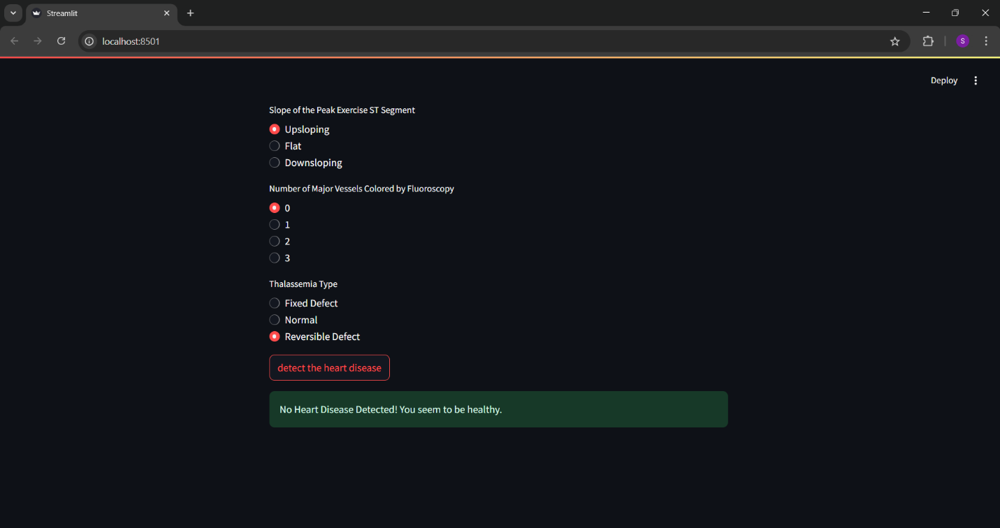 Streamlit
localhost:8501
S
Deploy
Slope of the Peak Exercise ST Segment
Upsloping
Flat
Downsloping
Number of Major Vessels Colored by Fluoroscopy
0
1
2
3
Thalassemia Type
Fixed Defect
Normal
Reversible Defect
detect the heart disease
No Heart Disease Detected! You seem to be healthy.